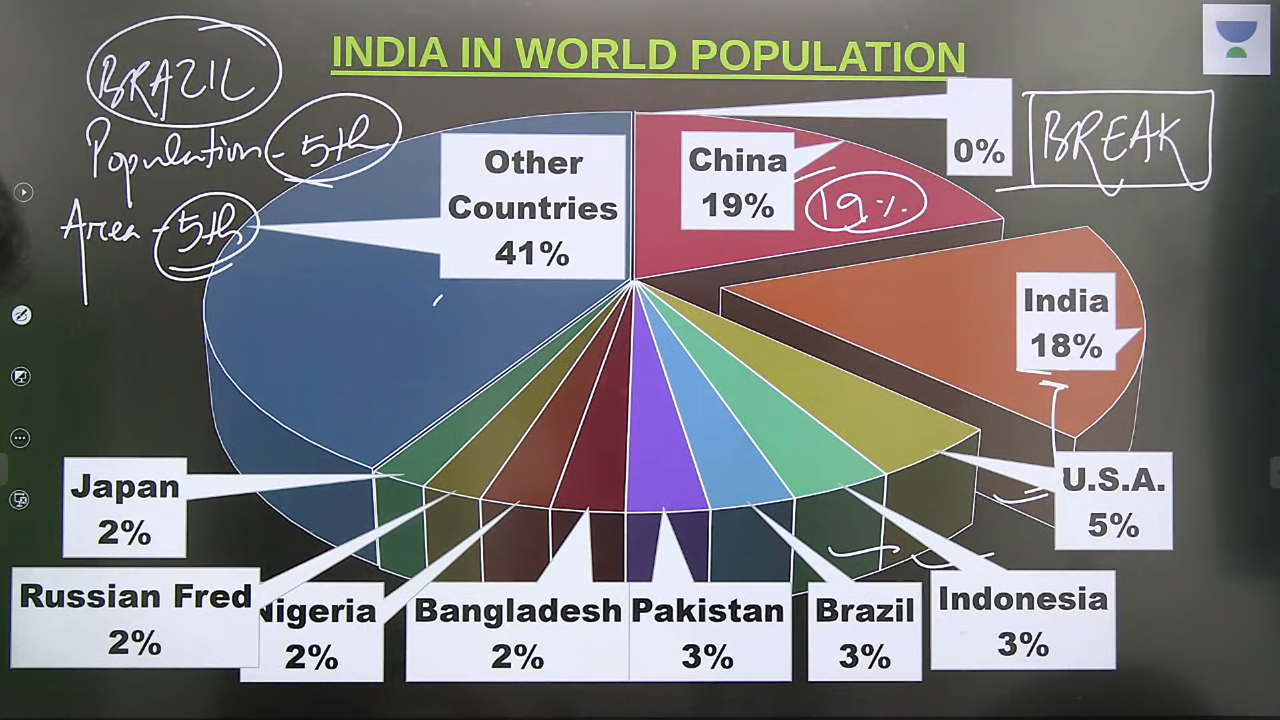 INDIA IN WORLD POPULATION
BRAZIL
Population - 5th
Area - 5th
BREAK
0%
Other
Countries
41%
China
19%
19%
India
18%
U.S.A.
5%
Indonesia
3%
Brazil
3%
Pakistan
3%
Bangladesh
2%
Nigeria
2%
Russian Fred
2%
Japan
2%